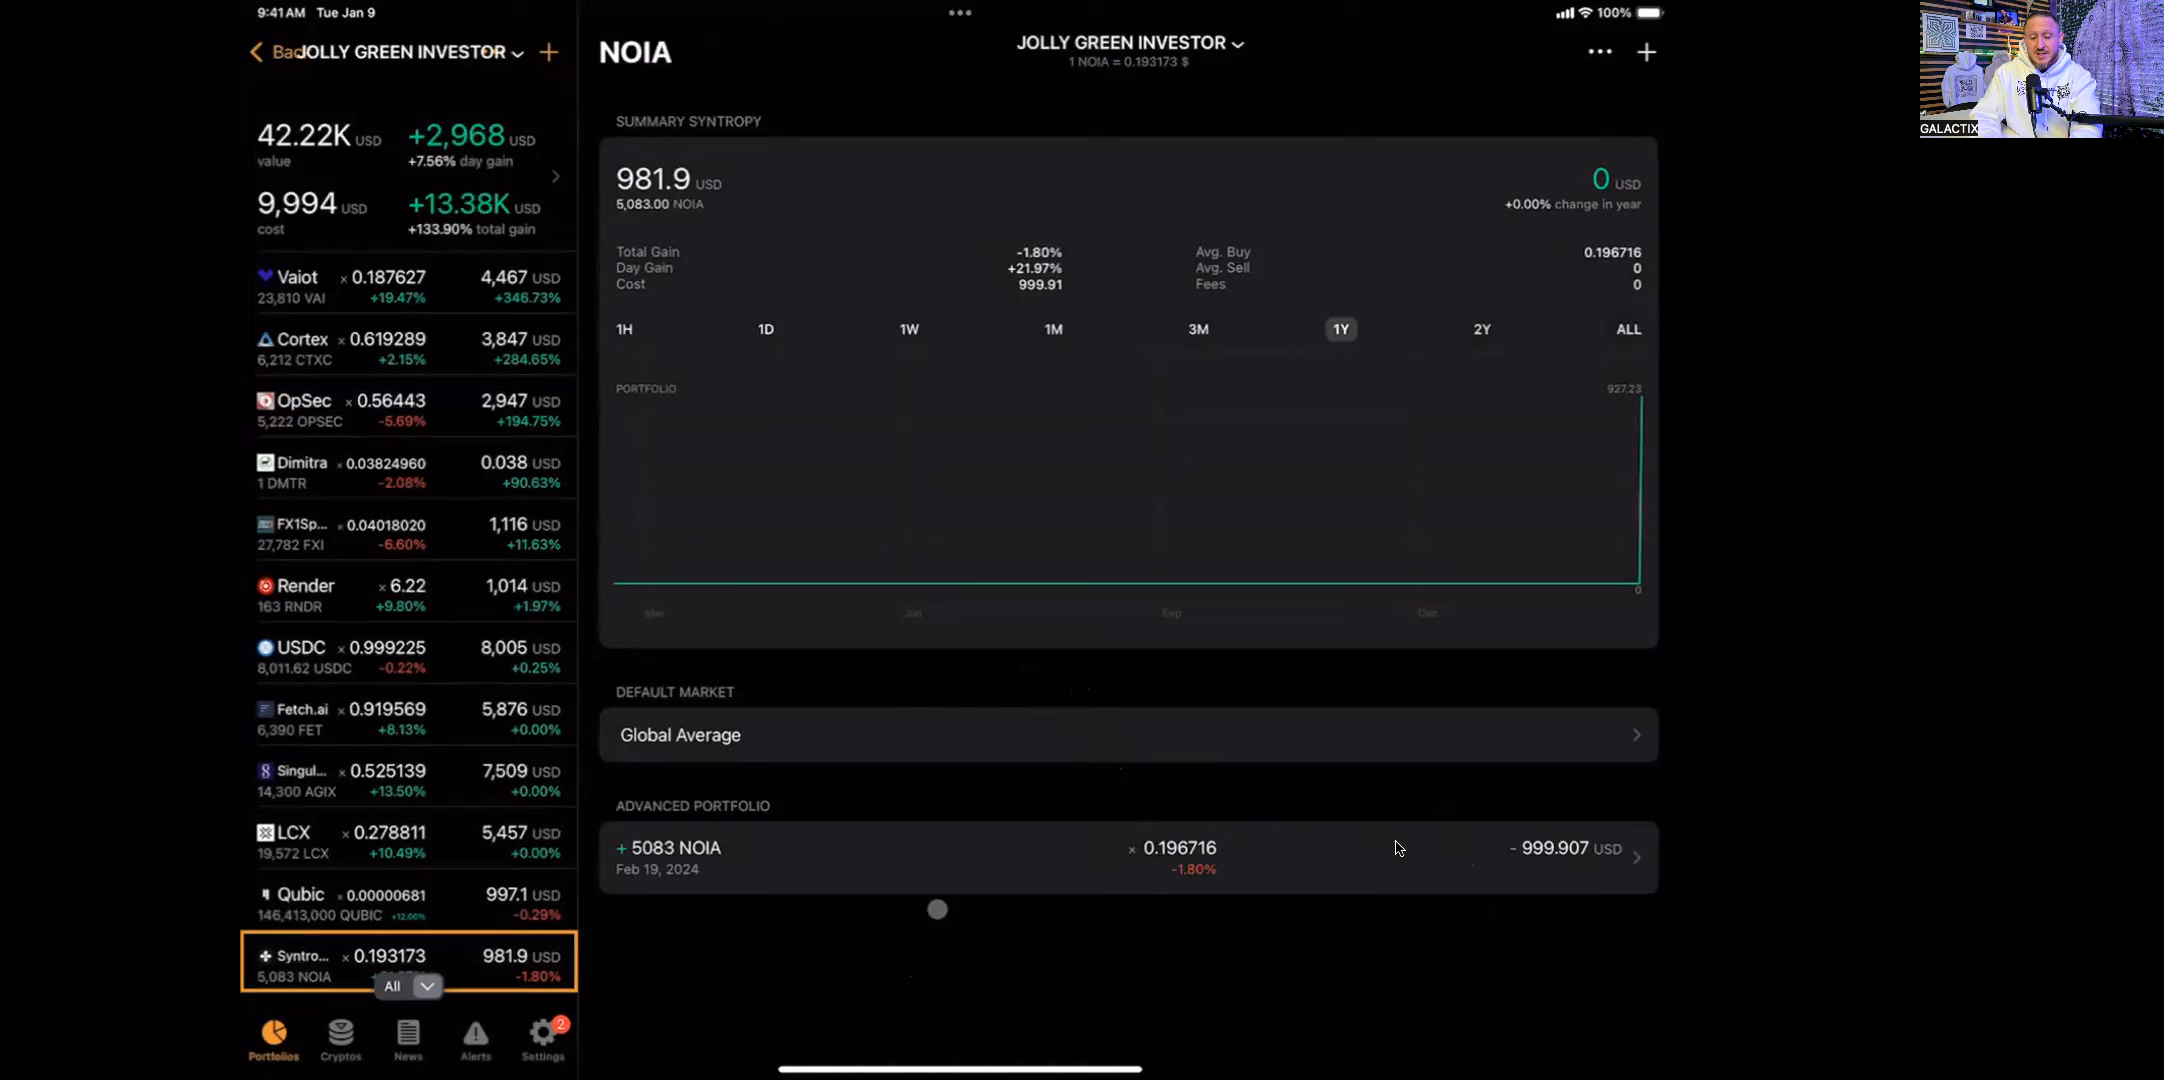 9:41AM Tue Jan 9
100%
JOLLY GREEN INVESTOR
42.22K USD +2,968 USD
value +7.56% day gain
9,994 USD +13.38K USD
cost +133.90% total gain
Vaiot × 0.187627 4,467 USD
23,810 VAI +19.47% +346.73%
Cortex × 0.619289 3,847 USD
6,212 CTXC +2.15% +284.65%
OpSec × 0.56443 2,947 USD
5,222 OPSEC -5.69% +194.75%
Dimitra × 0.03824960 0.038 USD
1 DMTR -2.08% +90.63%
FX1Sp... × 0.04018020 1,116 USD
27,782 FXI -6.60% +11.63%
Render × 6.22 1,014 USD
163 RNDR +9.80% +1.97%
USDC × 0.999225 8,005 USD
8,011.62 USDC -0.22% +0.25%
Fetch.ai × 0.919569 5,876 USD
6,390 FET +8.13% +0.00%
Singul... × 0.525139 7,509 USD
14,300 AGIX +13.50% +0.00%
LCX × 0.278811 5,457 USD
19,572 LCX +10.49% +0.00%
Qubic × 0.00000681 997.1 USD
146,413,000 QUBIC +12.00% -0.29%
Syntro... × 0.193173 981.9 USD
5,083 NOIA -1.80%
All
Portfolios Cryptos News Alerts Settings
2
NOIA
JOLLY GREEN INVESTOR
1 NOIA = 0.193173 $
SUMMARY SYNTROPY
981.9 USD 0 USD
5,083.00 NOIA +0.00% change in year
Total Gain -1.80% Avg. Buy 0.196716
Day Gain +21.97% Avg. Sell 0
Cost 999.91 Fees 0
1H 1D 1W 1M 3M 1Y 2Y ALL
PORTFOLIO 927.23
0
Jun Sep Dec
DEFAULT MARKET
Global Average
ADVANCED PORTFOLIO
+ 5083 NOIA × 0.196716 - 999.907 USD
Feb 19, 2024 -1.80%
GALACTIX